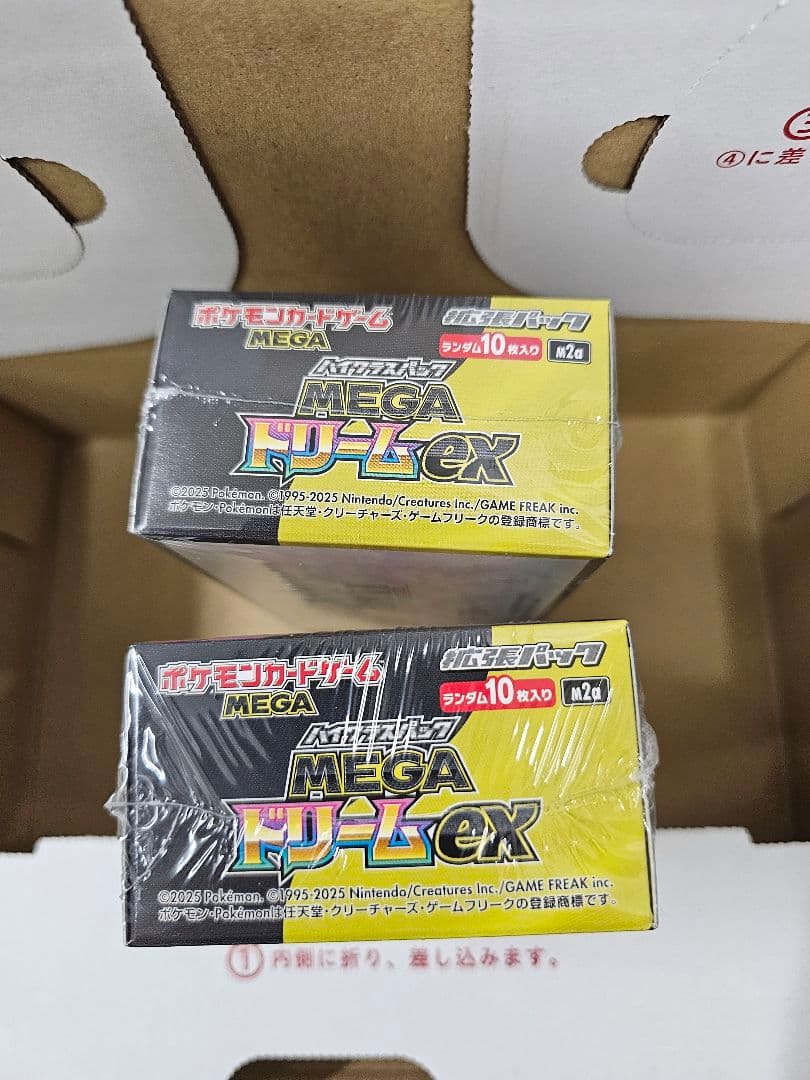 ③
④に差
ポケモンカードゲーム
MEGA
拡張パック
ランダム10枚入り
M2a
ハイクラスパック
MEGA
ドリームex
©2025 Pokémon. ©1995-2025 Nintendo/Creatures Inc./GAME FREAK inc.
ポケモン・Pokémonは任天堂・クリーチャーズ・ゲームフリークの登録商標です。
ポケモンカードゲーム
MEGA
拡張パック
ランダム10枚入り
M2a
ハイクラスパック
MEGA
ドリームex
©2025 Pokémon. ©1995-2025 Nintendo/Creatures Inc./GAME FREAK inc.
ポケモン・Pokémonは任天堂・クリーチャーズ・ゲームフリークの登録商標です。
①内側に折り、差し込みます。